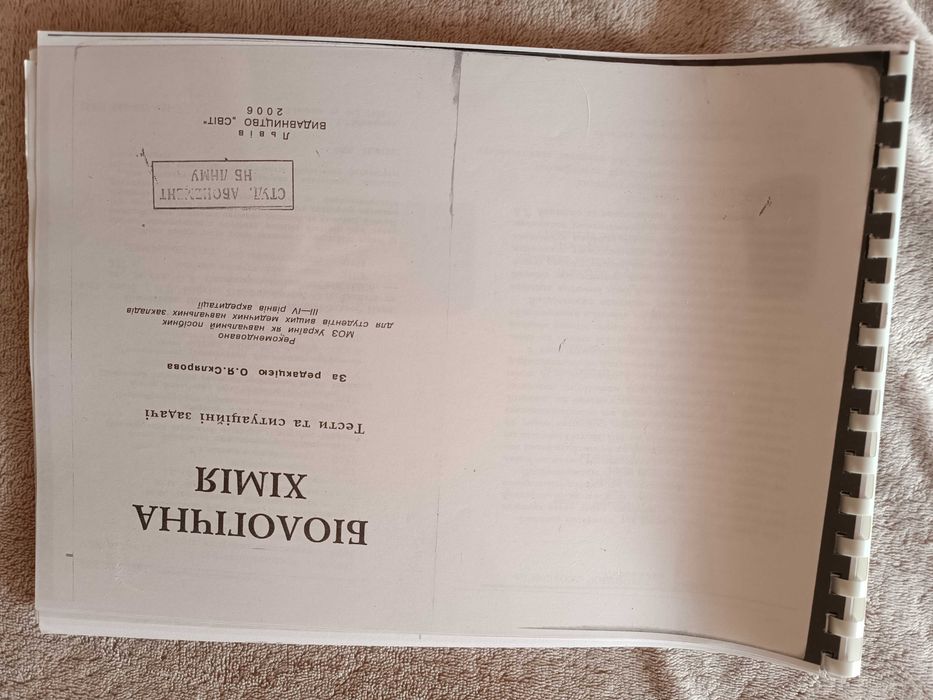 БІОЛОГІЧНА
ХІМІЯ
Тести та ситуаційні задачі
За редакцією О.Я.Склярова
Рекомендовано
МОЗ України як навчальний посібник
для студентів вищих медичних навчальних закладів
III—IV рівнів акредитації
СТУД. АБОНЕМЕНТ
НБ ЛНМУ
Львів
ВИДАВНИЦТВО „СВІТ"
2006